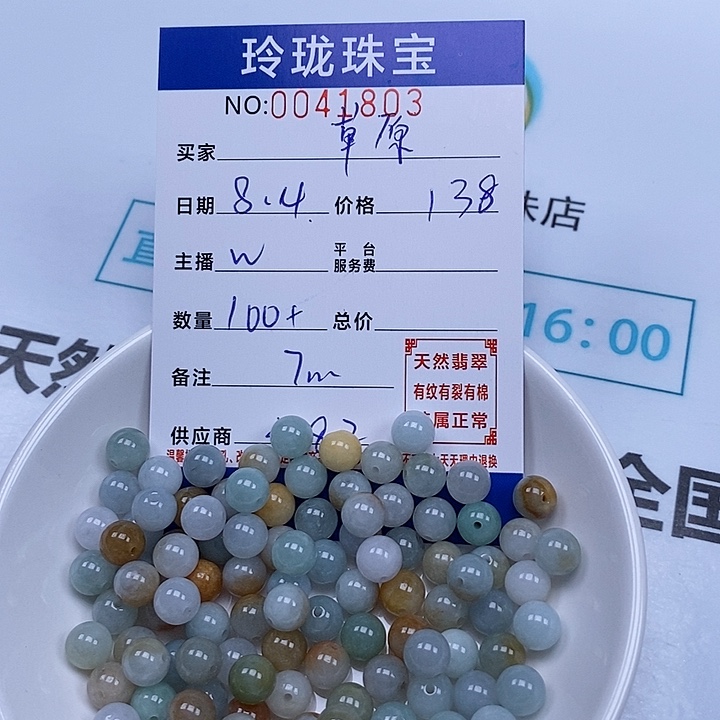 玲珑珠宝
NO:0041803
买家 草原
日期 8.4. 价格 138
主播 W 平台服务费
数量 100+ 总价
备注 7m
天然翡翠
有纹有裂有棉
属正常
供应商
珠店
16:00
天然
全国